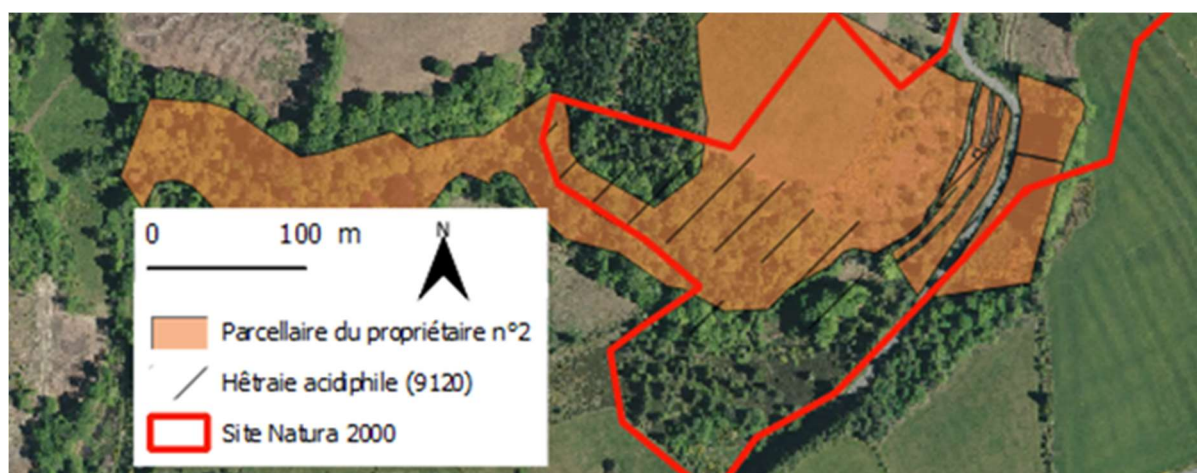 0 100 m
N
Parcellaire du propriétaire n°2
Hêtraie acidiphile (9120)
Site Natura 2000